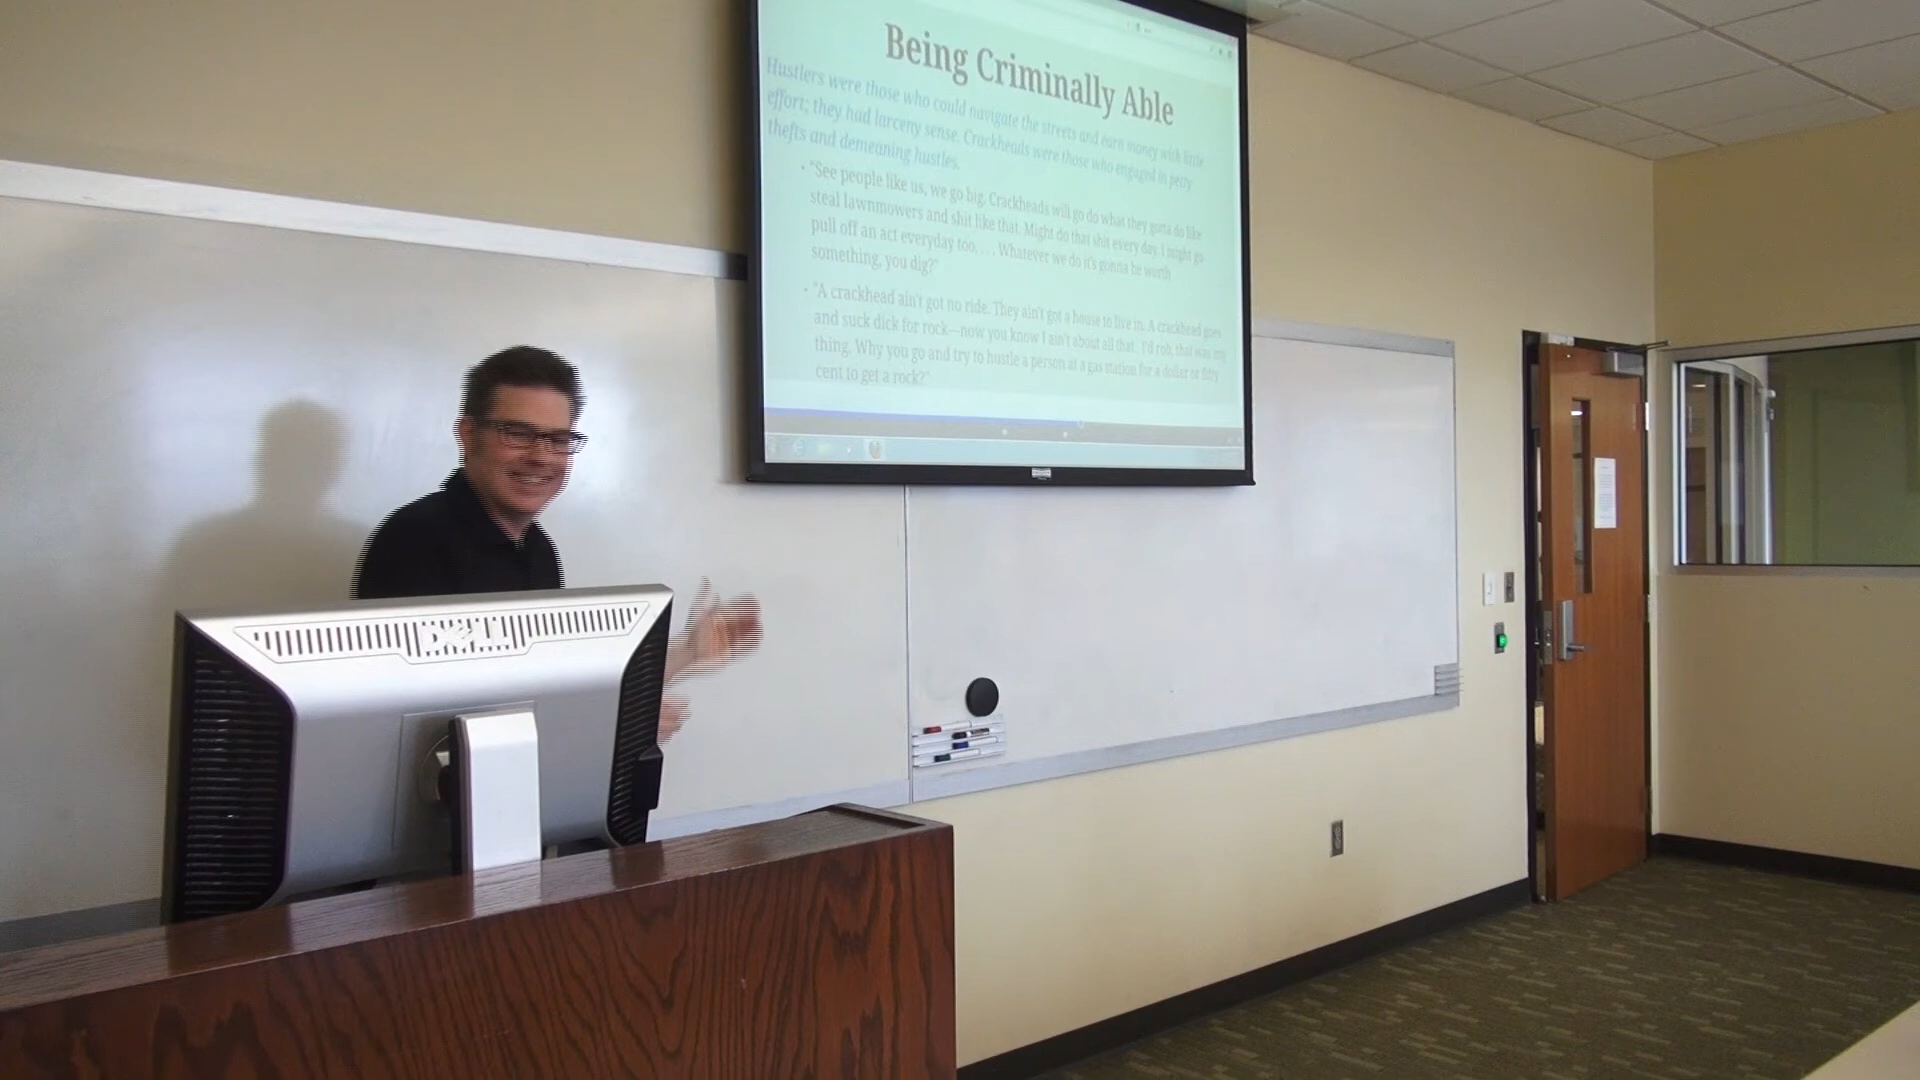 Being Criminally Able
Hustlers were those who could navigate the streets and earn money with little
effort; they had larceny sense. Crackheads were those who engaged in petty
thefts and demeaning hustles.
· "See people like us, we go big. Crackheads will go do what they gotta do like
steal lawnmowers and shit like that. Might do that shit every day. I might go
pull off an act everyday too. . . . Whatever we do it's gonna be worth
something, you dig?"
· "A crackhead ain't got no ride. They ain't got a house to live in. A crackhead goes
and suck dick for rock—now you know I ain't about all that. I'd rob, that was my
thing. Why you go and try to hustle a person at a gas station for a dollar or fifty
cent to get a rock?"
DELL